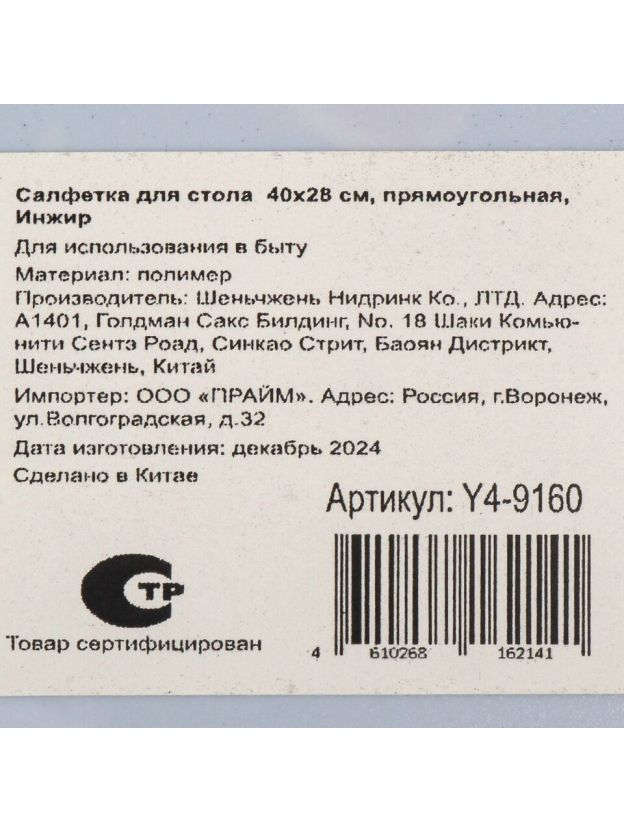 Салфетка для стола 40х28 см, прямоугольная,
Инжир
Для использования в быту
Материал: полимер
Производитель: Шеньчжень Нидринк Ко., ЛТД. Адрес:
А1401, Голдман Сакс Билдинг, No. 18 Шаки Комью-
нити Сентэ Роад, Синкао Стрит, Баоян Дистрикт,
Шеньчжень, Китай
Импортер: ООО «ПРАЙМ». Адрес: Россия, г.Воронеж,
ул.Волгоградская, д.32
Дата изготовления: декабрь 2024
Сделано в Китае
Артикул: Y4-9160
СТР
Товар сертифицирован
4 610268 162141